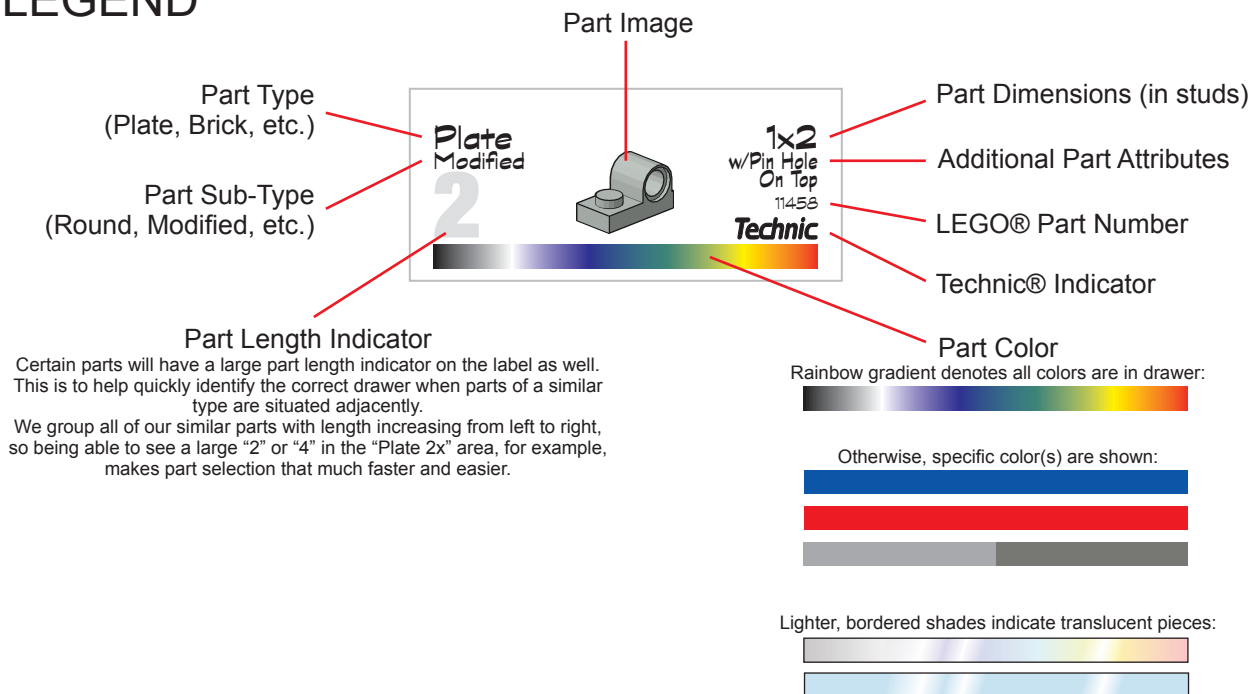 LEGEND
Part Image
Part Type
(Plate, Brick, etc.)
Part Sub-Type
(Round, Modified, etc.)
Plate
Modified
2
1x2
w/Pin Hole
On Top
11458
Technic
Part Dimensions (in studs)
Additional Part Attributes
LEGO® Part Number
Technic® Indicator
Part Length Indicator
Certain parts will have a large part length indicator on the label as well.
This is to help quickly identify the correct drawer when parts of a similar
type are situated adjacently.
We group all of our similar parts with length increasing from left to right,
so being able to see a large “2” or “4” in the “Plate 2x” area, for example,
makes part selection that much faster and easier.
Part Color
Rainbow gradient denotes all colors are in drawer:
Otherwise, specific color(s) are shown:
Lighter, bordered shades indicate translucent pieces: